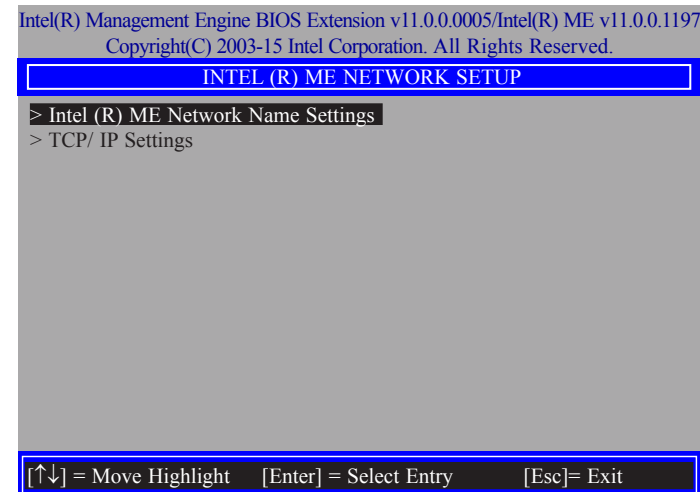 Intel(R) Management Engine BIOS Extension v11.0.0.0005/Intel(R) ME v11.0.0.1197
Copyright(C) 2003-15 Intel Corporation. All Rights Reserved.
INTEL (R) ME NETWORK SETUP
> Intel (R) ME Network Name Settings
> TCP/ IP Settings
[↑↓] = Move Highlight [Enter] = Select Entry [Esc]= Exit